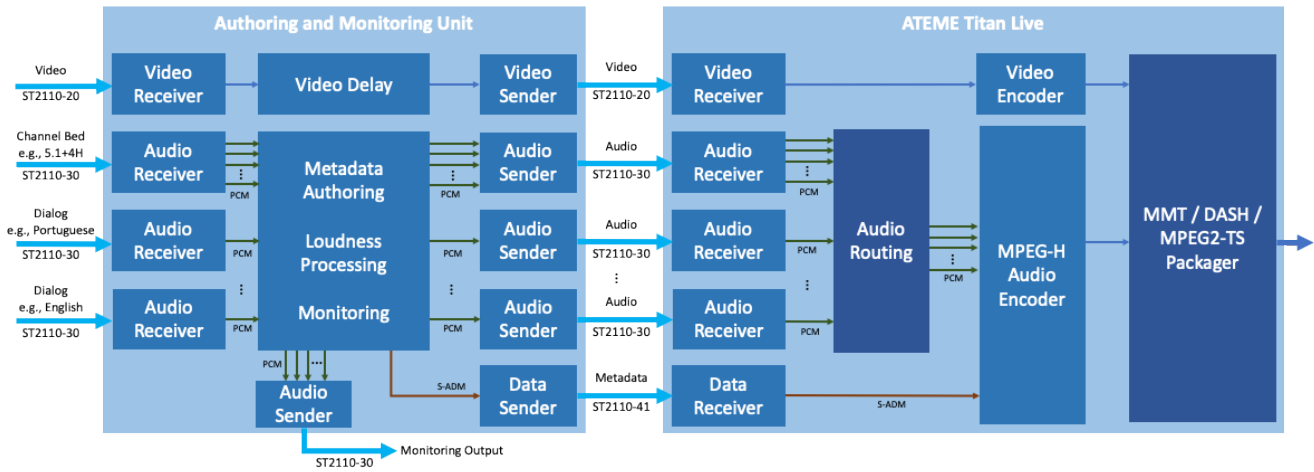 Authoring and Monitoring Unit
ATEME Titan Live
Video
ST2110-20
Video
Receiver
Video Delay
Video
Sender
Video
ST2110-20
Video
Receiver
Video
Encoder
Channel Bed
e.g., 5.1+4H
ST2110-30
Audio
Receiver
...
PCM
Metadata
Authoring
Loudness
Processing
Monitoring
...
PCM
Audio
Sender
Audio
ST2110-30
Audio
Receiver
...
PCM
Audio
Routing
...
PCM
MPEG-H
Audio
Encoder
MMT / DASH /
MPEG2-TS
Packager
Dialog
e.g., Portuguese
ST2110-30
Audio
Receiver
PCM
...
PCM
...
Audio
Sender
Audio
ST2110-30
...
Audio
Receiver
PCM
...
Dialog
e.g., English
ST2110-30
Audio
Receiver
PCM
PCM
Audio
Sender
Audio
ST2110-30
Audio
Receiver
PCM
PCM
...
Audio
Sender
S-ADM
Data
Sender
Metadata
ST2110-41
Data
Receiver
S-ADM
ST2110-30
Monitoring Output